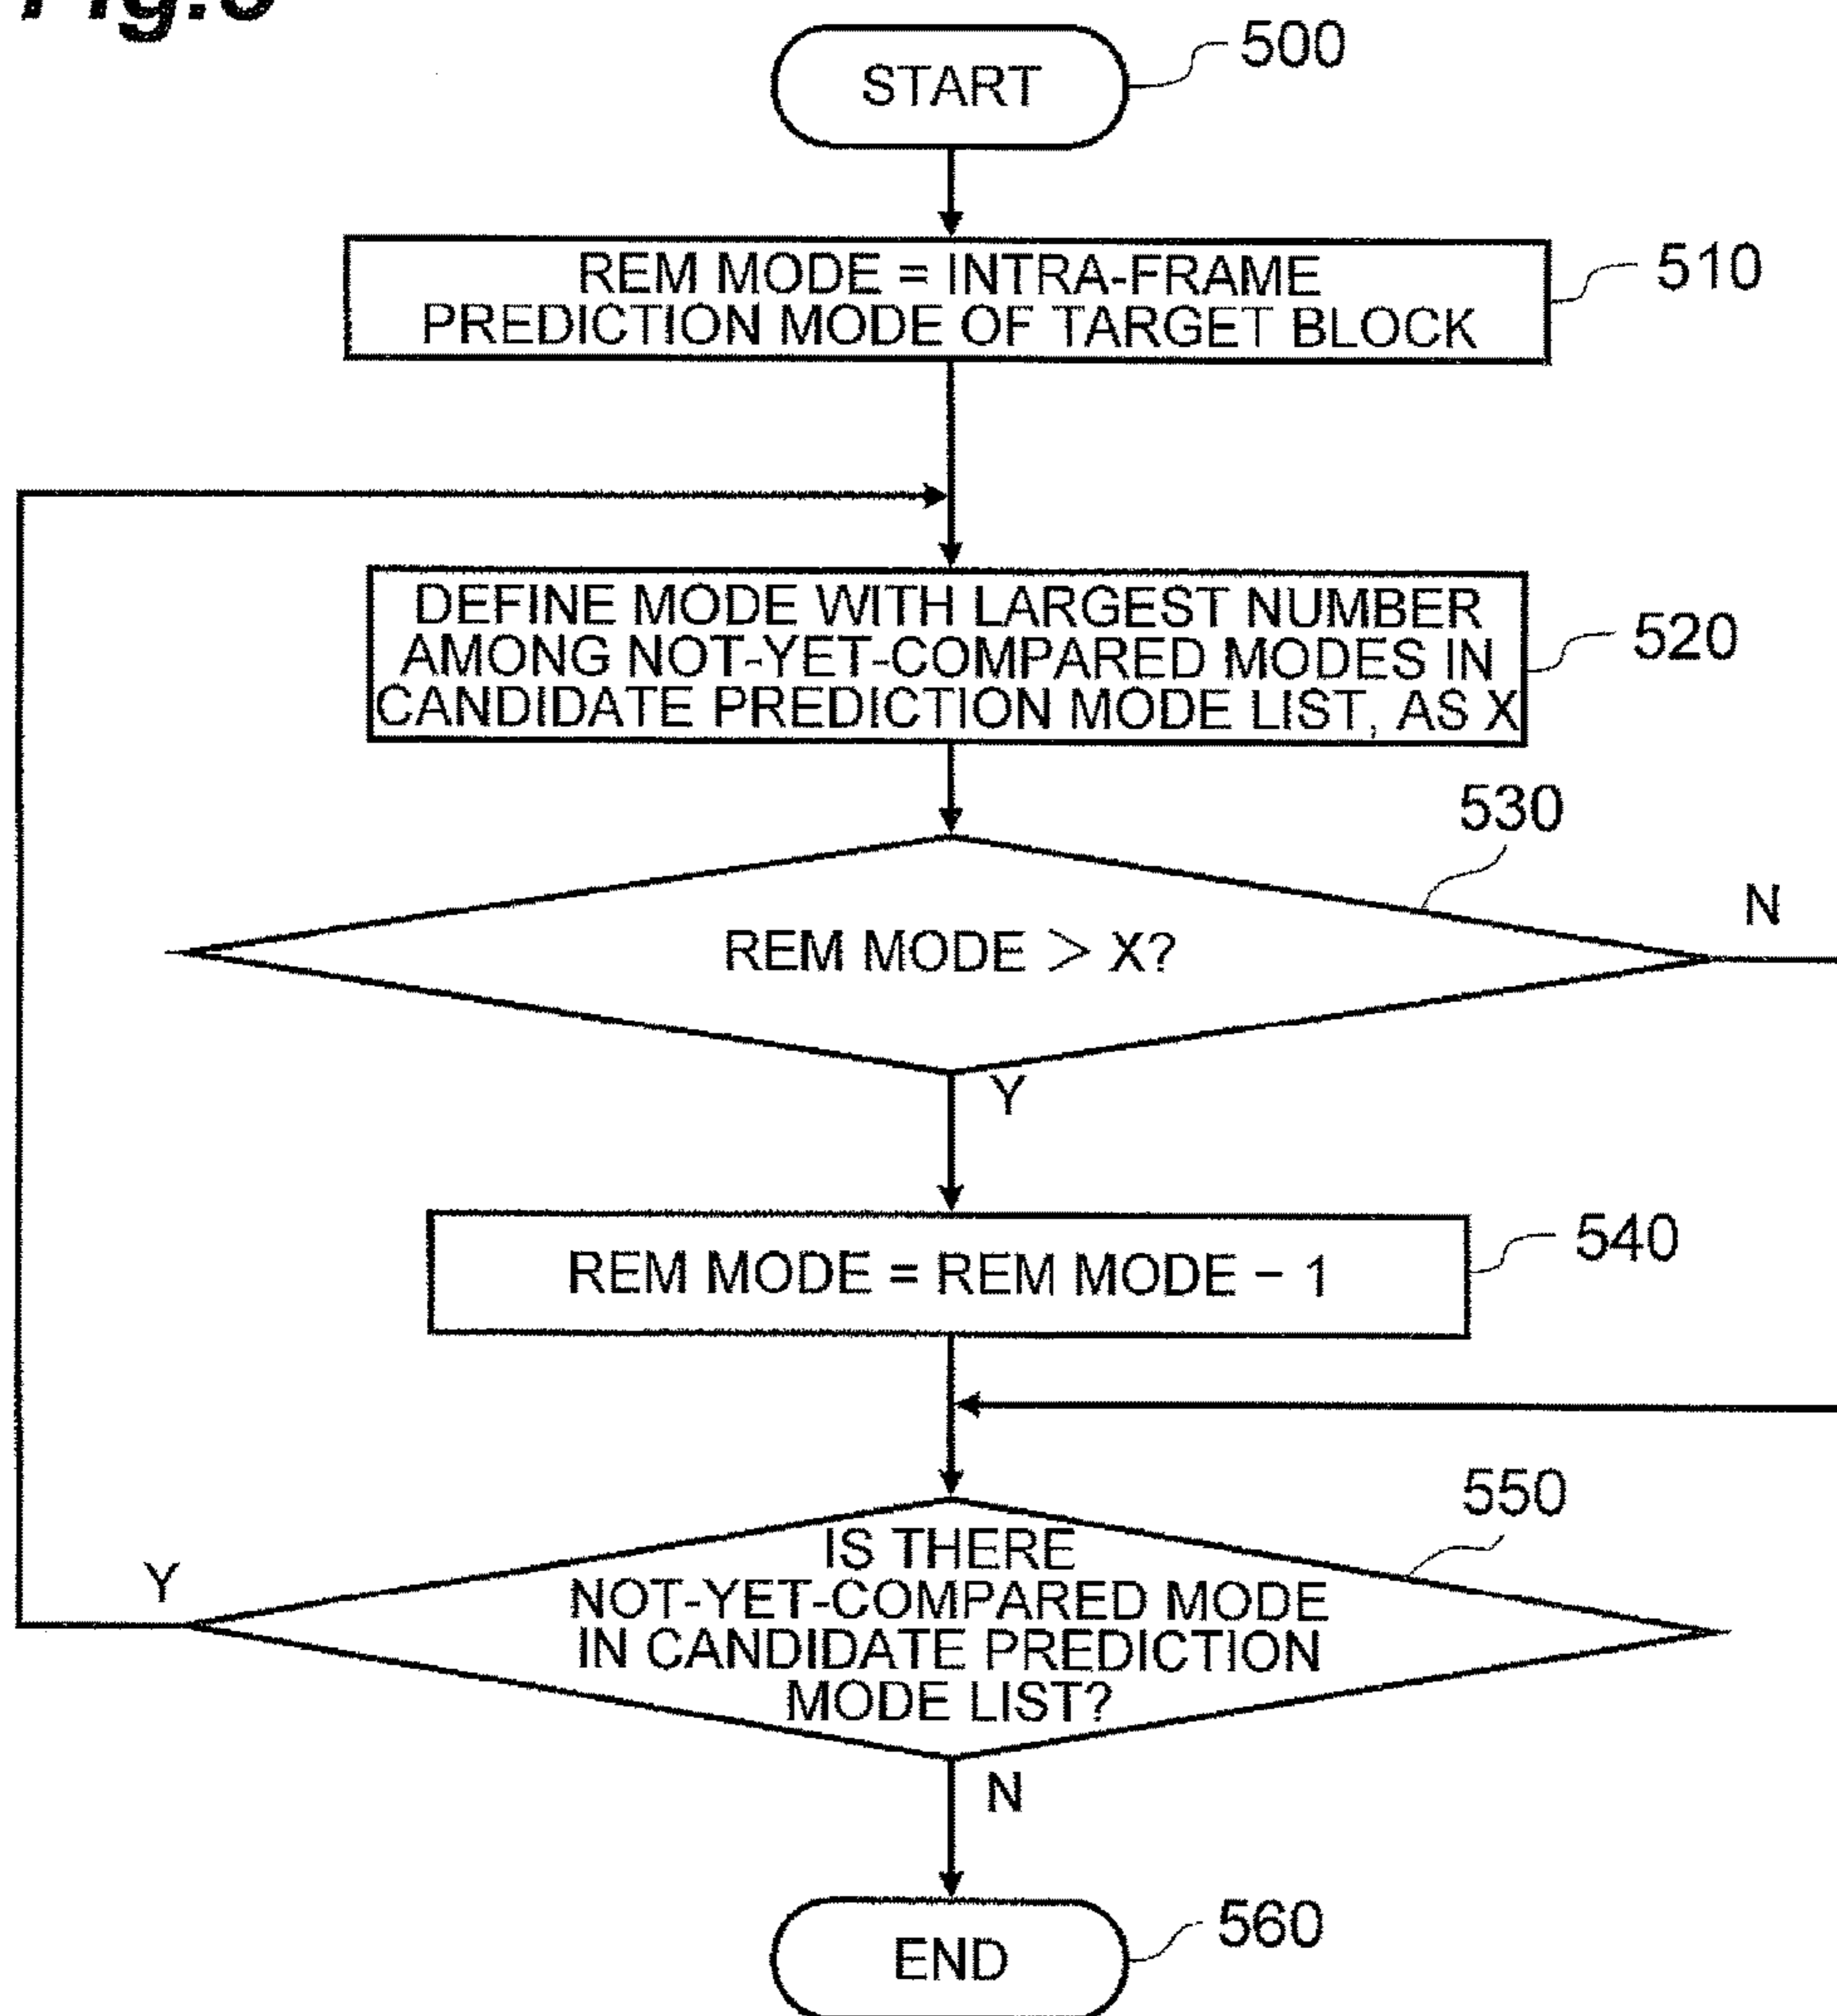 START
500
REM MODE = INTRA-FRAME
PREDICTION MODE OF TARGET BLOCK
510
DEFINE MODE WITH LARGEST NUMBER
AMONG NOT-YET-COMPARED MODES IN
CANDIDATE PREDICTION MODE LIST, AS X
520
530
REM MODE > X?
N
Y
REM MODE = REM MODE − 1
540
550
IS THERE
NOT-YET-COMPARED MODE
IN CANDIDATE PREDICTION
MODE LIST?
Y
N
END
560